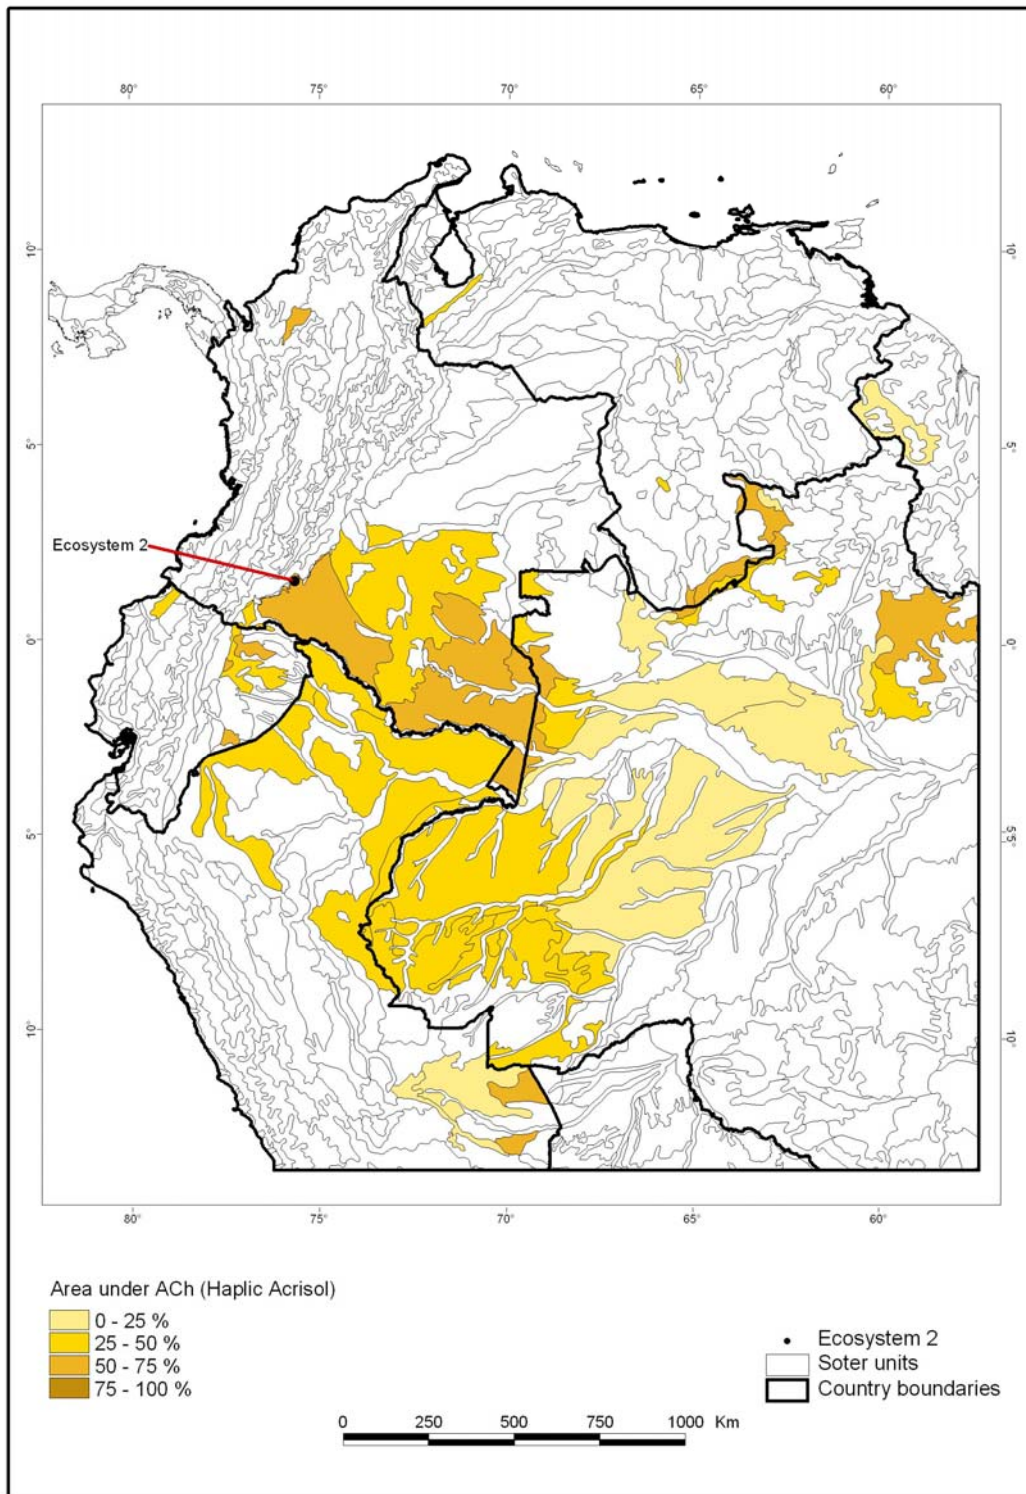 80° 75° 70° 65° 60°
10° 10°
5° 5°
Ecosystem 2
0° 0°
5° 5.5°
10° 10°
80° 75° 70° 65° 60°
Area under ACh (Haplic Acrisol)
0 - 25 %
25 - 50 %
50 - 75 %
75 - 100 %
Ecosystem 2
Soter units
Country boundaries
0 250 500 750 1000 Km